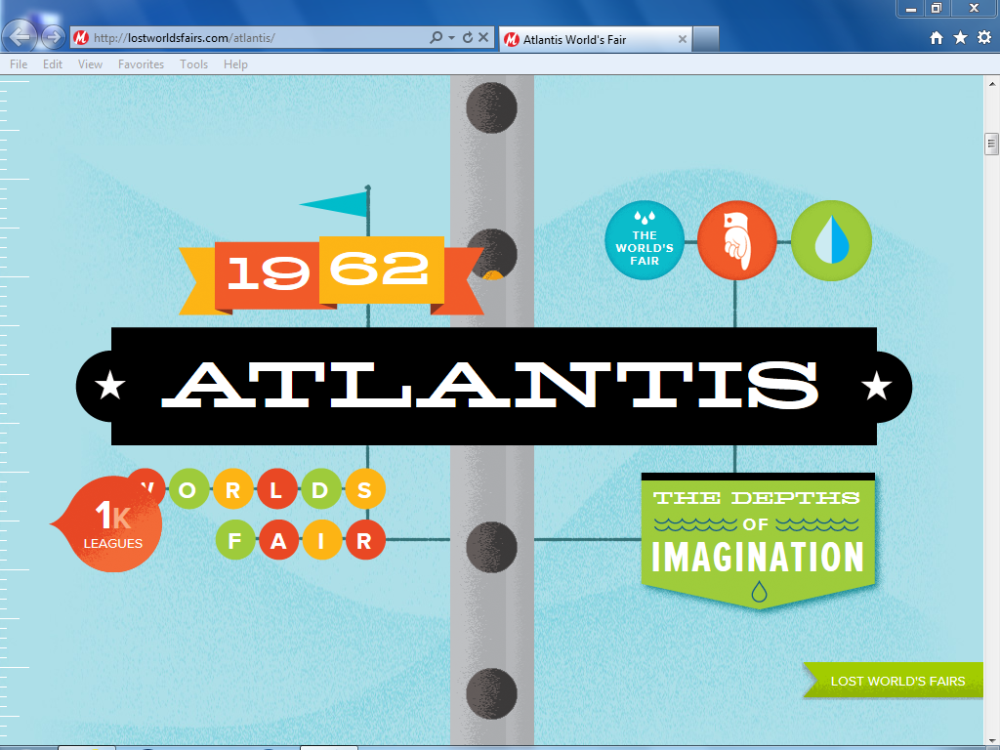 http://lostworldsfairs.com/atlantis/
Atlantis World's Fair
File Edit View Favorites Tools Help
1962
THE
WORLD'S
FAIR
ATLANTIS
WORLDS
FAIR
1K
LEAGUES
THE DEPTHS
OF
IMAGINATION
LOST WORLD'S FAIRS